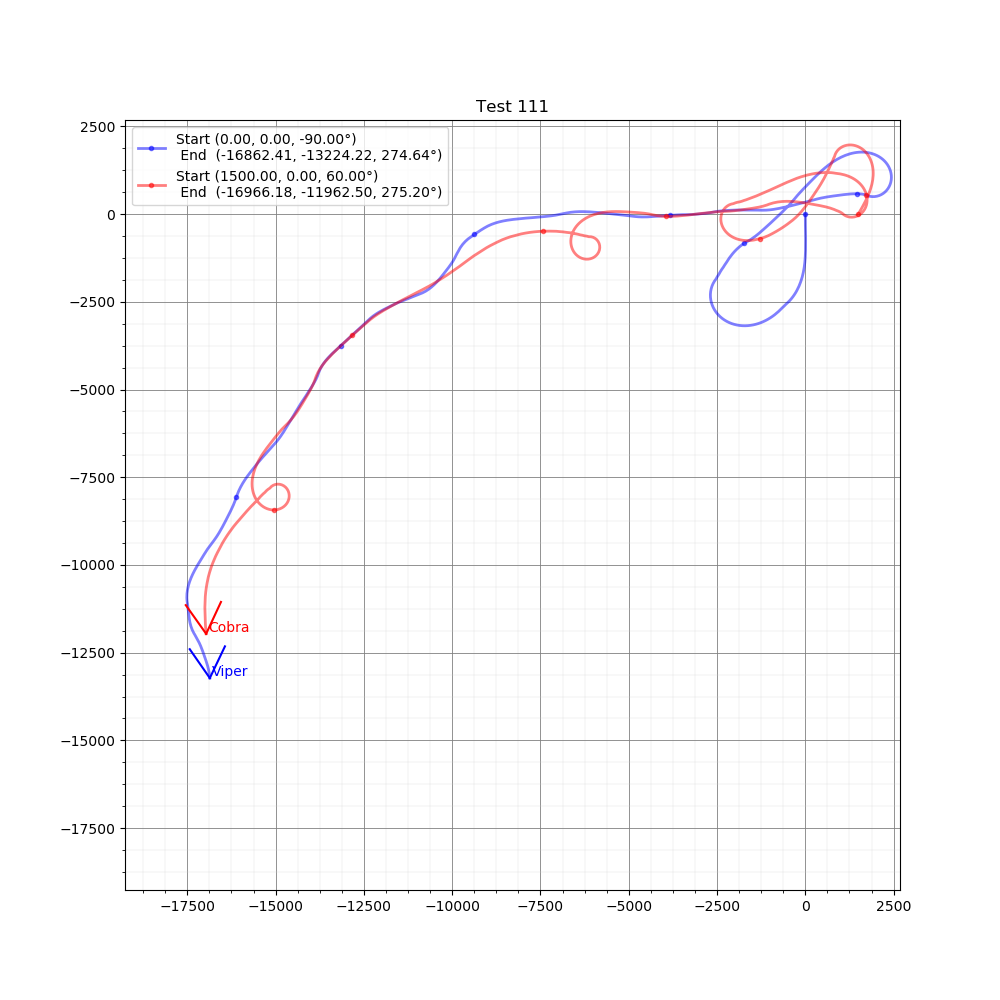 Test 111
Start (0.00, 0.00, -90.00°)
End (-16862.41, -13224.22, 274.64°)
Start (1500.00, 0.00, 60.00°)
End (-16966.18, -11962.50, 275.20°)
2500
0
−2500
−5000
−7500
−10000
−12500
−15000
−17500
Cobra
Viper
−17500 −15000 −12500 −10000 −7500 −5000 −2500 0 2500